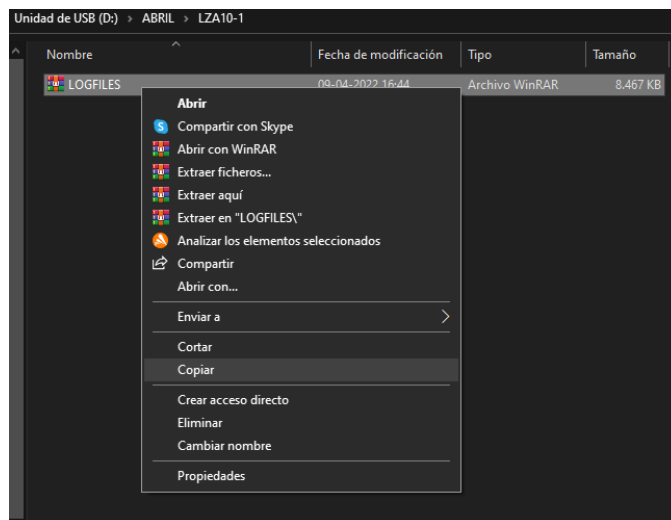 Unidad de USB (D:) › ABRIL › LZA10-1
Nombre Fecha de modificación Tipo Tamaño
LOGFILES 09-04-2022 16:44 Archivo WinRAR 8.467 KB
Abrir
Compartir con Skype
Abrir con WinRAR
Extraer ficheros...
Extraer aquí
Extraer en "LOGFILES\"
Analizar los elementos seleccionados
Compartir
Abrir con...
Enviar a
Cortar
Copiar
Crear acceso directo
Eliminar
Cambiar nombre
Propiedades